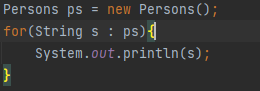 Persons ps = new Persons();
for(String s : ps){
    System.out.println(s);
}